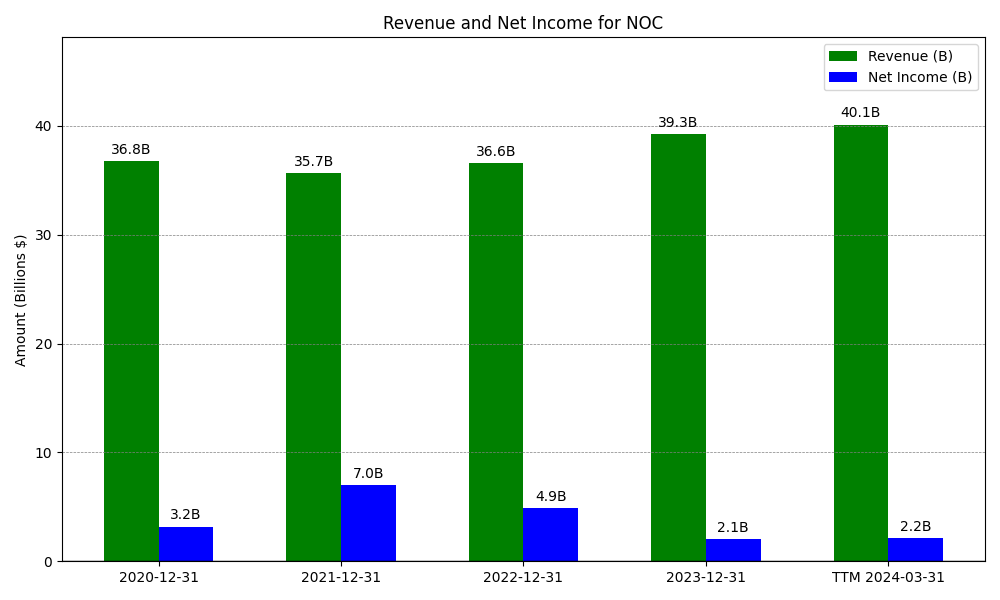 Revenue and Net Income for NOC
Revenue (B)
Net Income (B)
Amount (Billions $)
40
30
20
10
0
36.8B
35.7B
36.6B
39.3B
40.1B
3.2B
7.0B
4.9B
2.1B
2.2B
2020-12-31
2021-12-31
2022-12-31
2023-12-31
TTM 2024-03-31